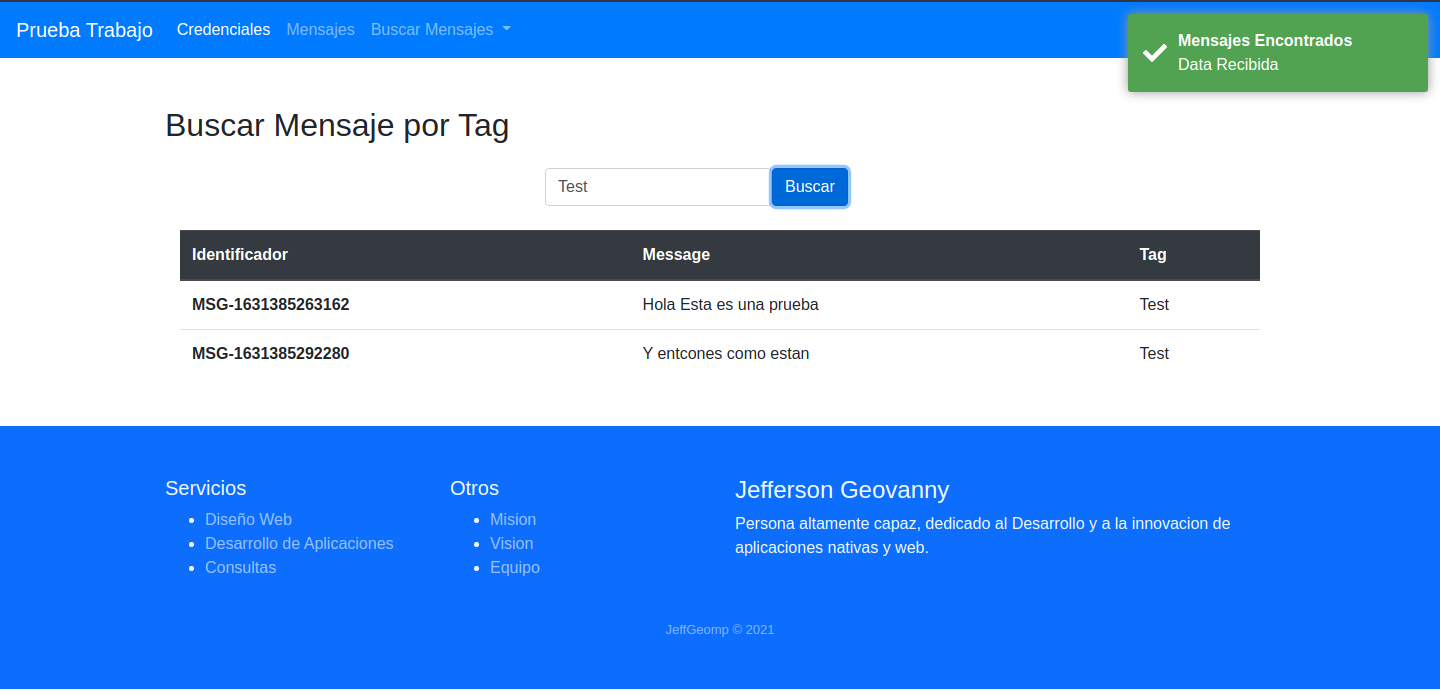 Prueba Trabajo Credenciales Mensajes Buscar Mensajes
Mensajes Encontrados
Data Recibida
Buscar Mensaje por Tag
Test Buscar
Identificador Message Tag
MSG-1631385263162 Hola Esta es una prueba Test
MSG-1631385292280 Y entcones como estan Test
Servicios
Diseño Web
Desarrollo de Aplicaciones
Consultas
Otros
Mision
Vision
Equipo
Jefferson Geovanny
Persona altamente capaz, dedicado al Desarrollo y a la innovacion de
aplicaciones nativas y web.
JeffGeomp © 2021